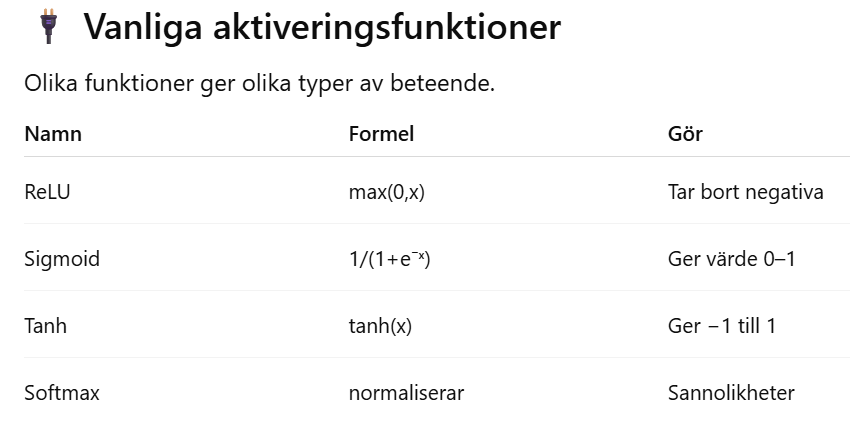 Vanliga aktiveringsfunktioner
Olika funktioner ger olika typer av beteende.
Namn Formel Gör
ReLU max(0,x) Tar bort negativa
Sigmoid 1/(1+e⁻ˣ) Ger värde 0–1
Tanh tanh(x) Ger −1 till 1
Softmax normaliserar Sannolikheter